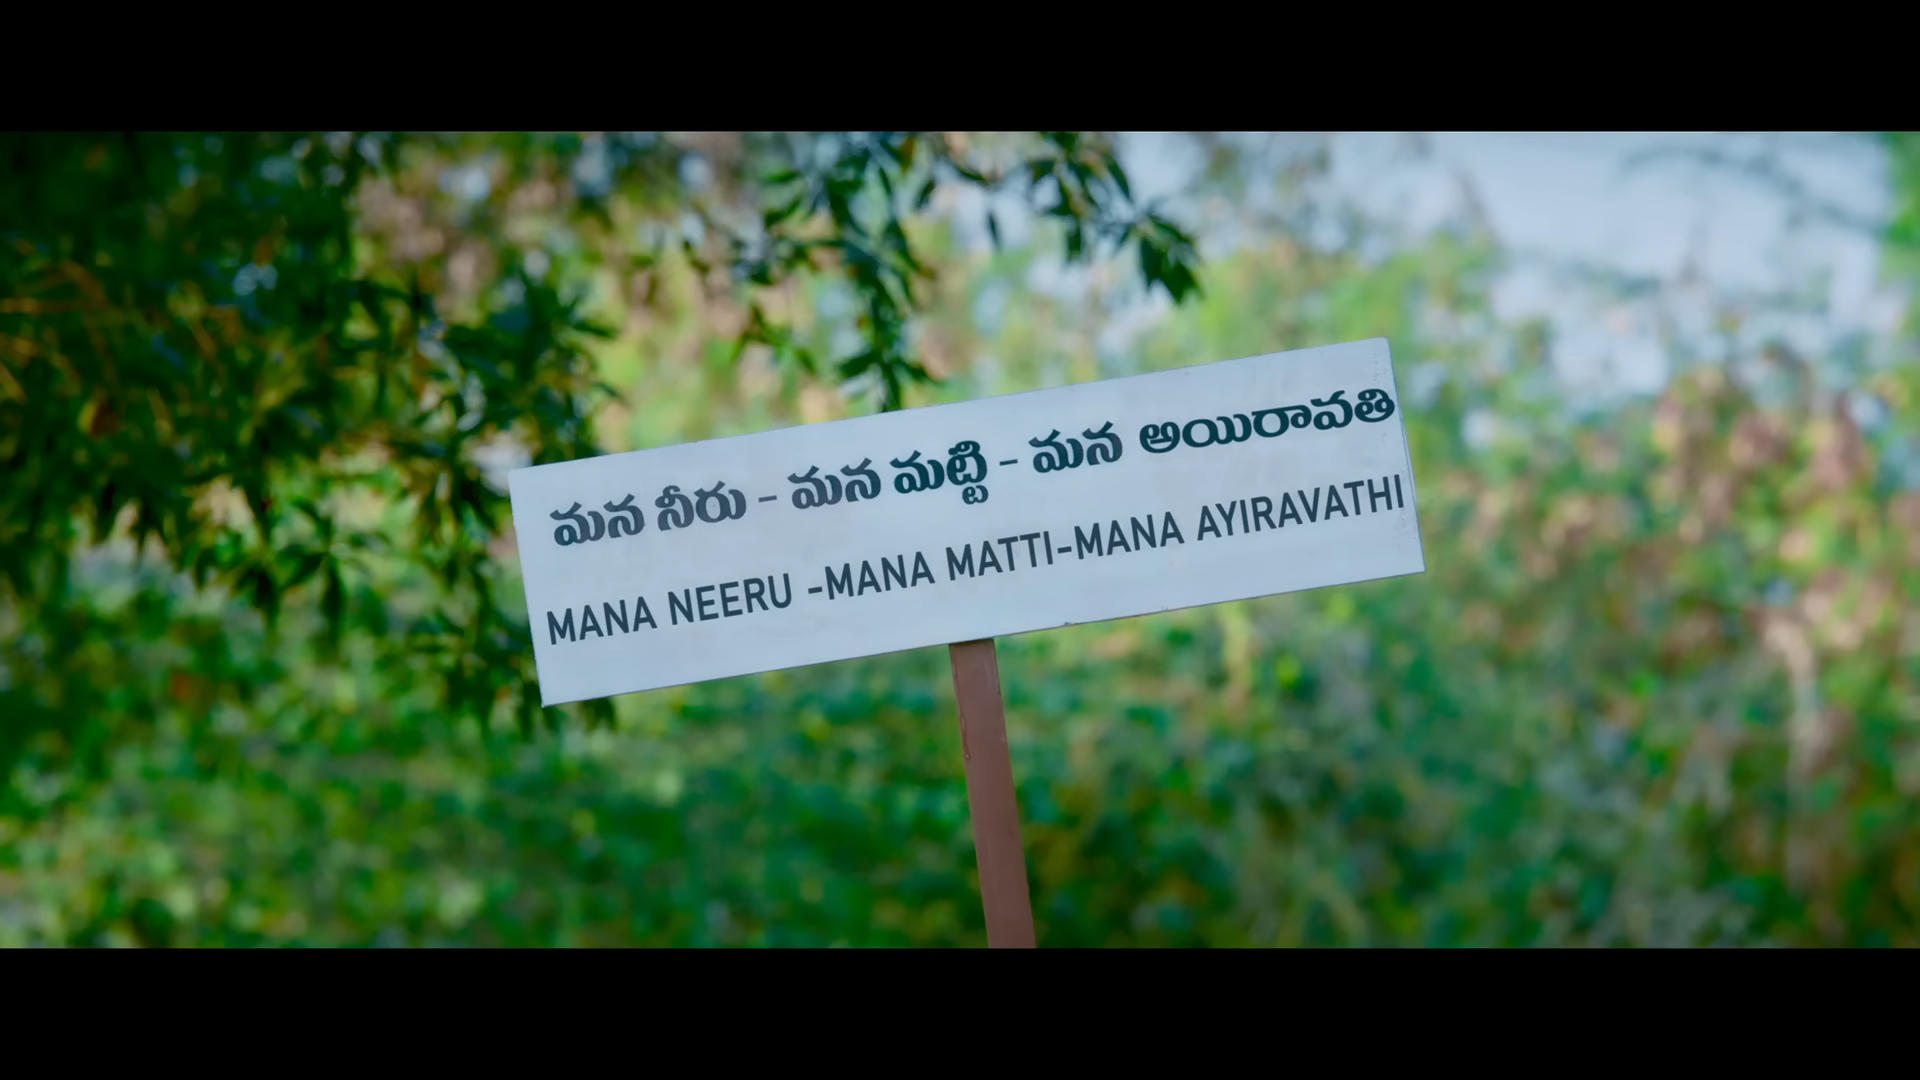 మన నీరు - మన మట్టి - మన అయిరావతి
MANA NEERU -MANA MATTI-MANA AYIRAVATHI